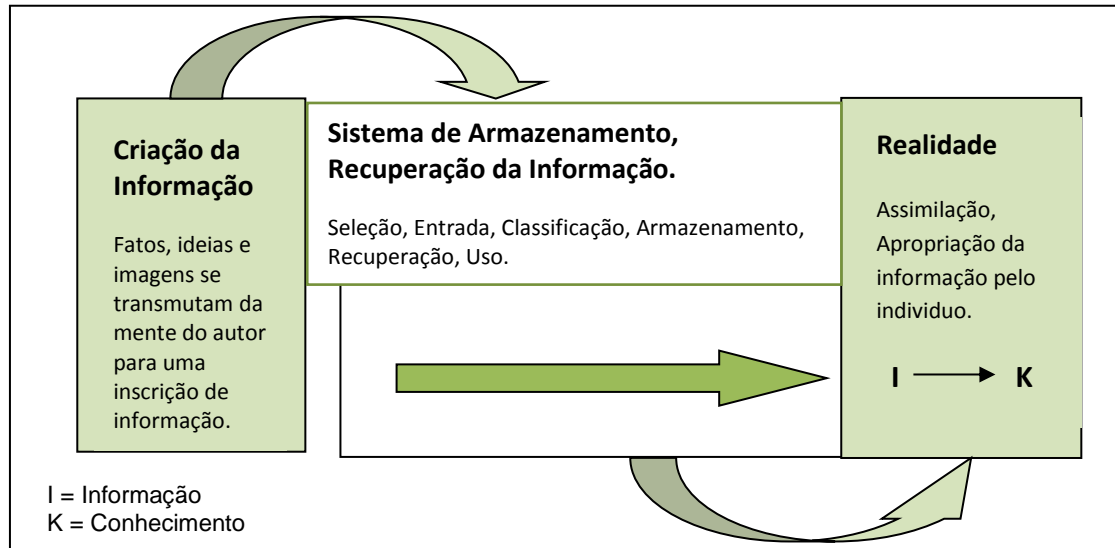 Criação da
Informação
Fatos, ideias e
imagens se
transmutam da
mente do autor
para uma
inscrição de
informação.
Sistema de Armazenamento,
Recuperação da Informação.
Seleção, Entrada, Classificação, Armazenamento,
Recuperação, Uso.
Realidade
Assimilação,
Apropriação da
informação pelo
individuo.
I K
I = Informação
K = Conhecimento